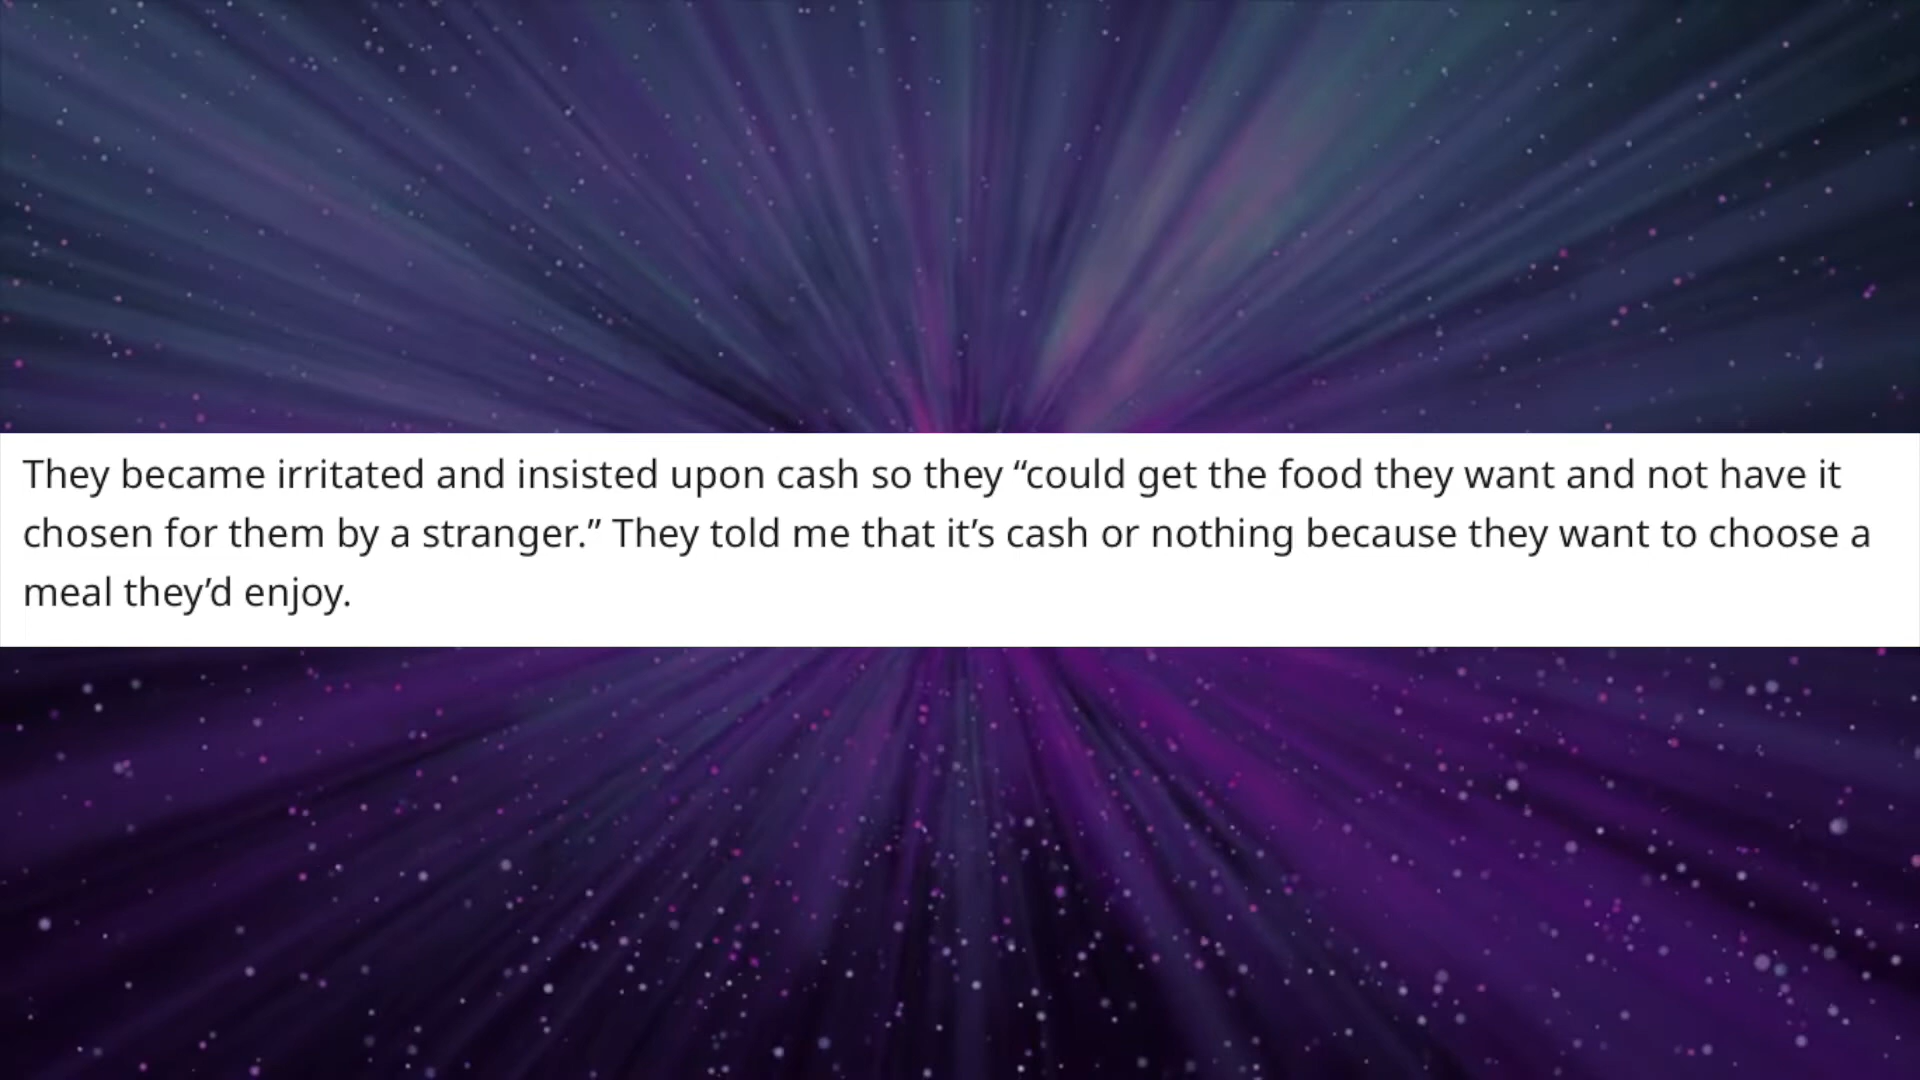 They became irritated and insisted upon cash so they “could get the food they want and not have it
chosen for them by a stranger.” They told me that it’s cash or nothing because they want to choose a
meal they’d enjoy.